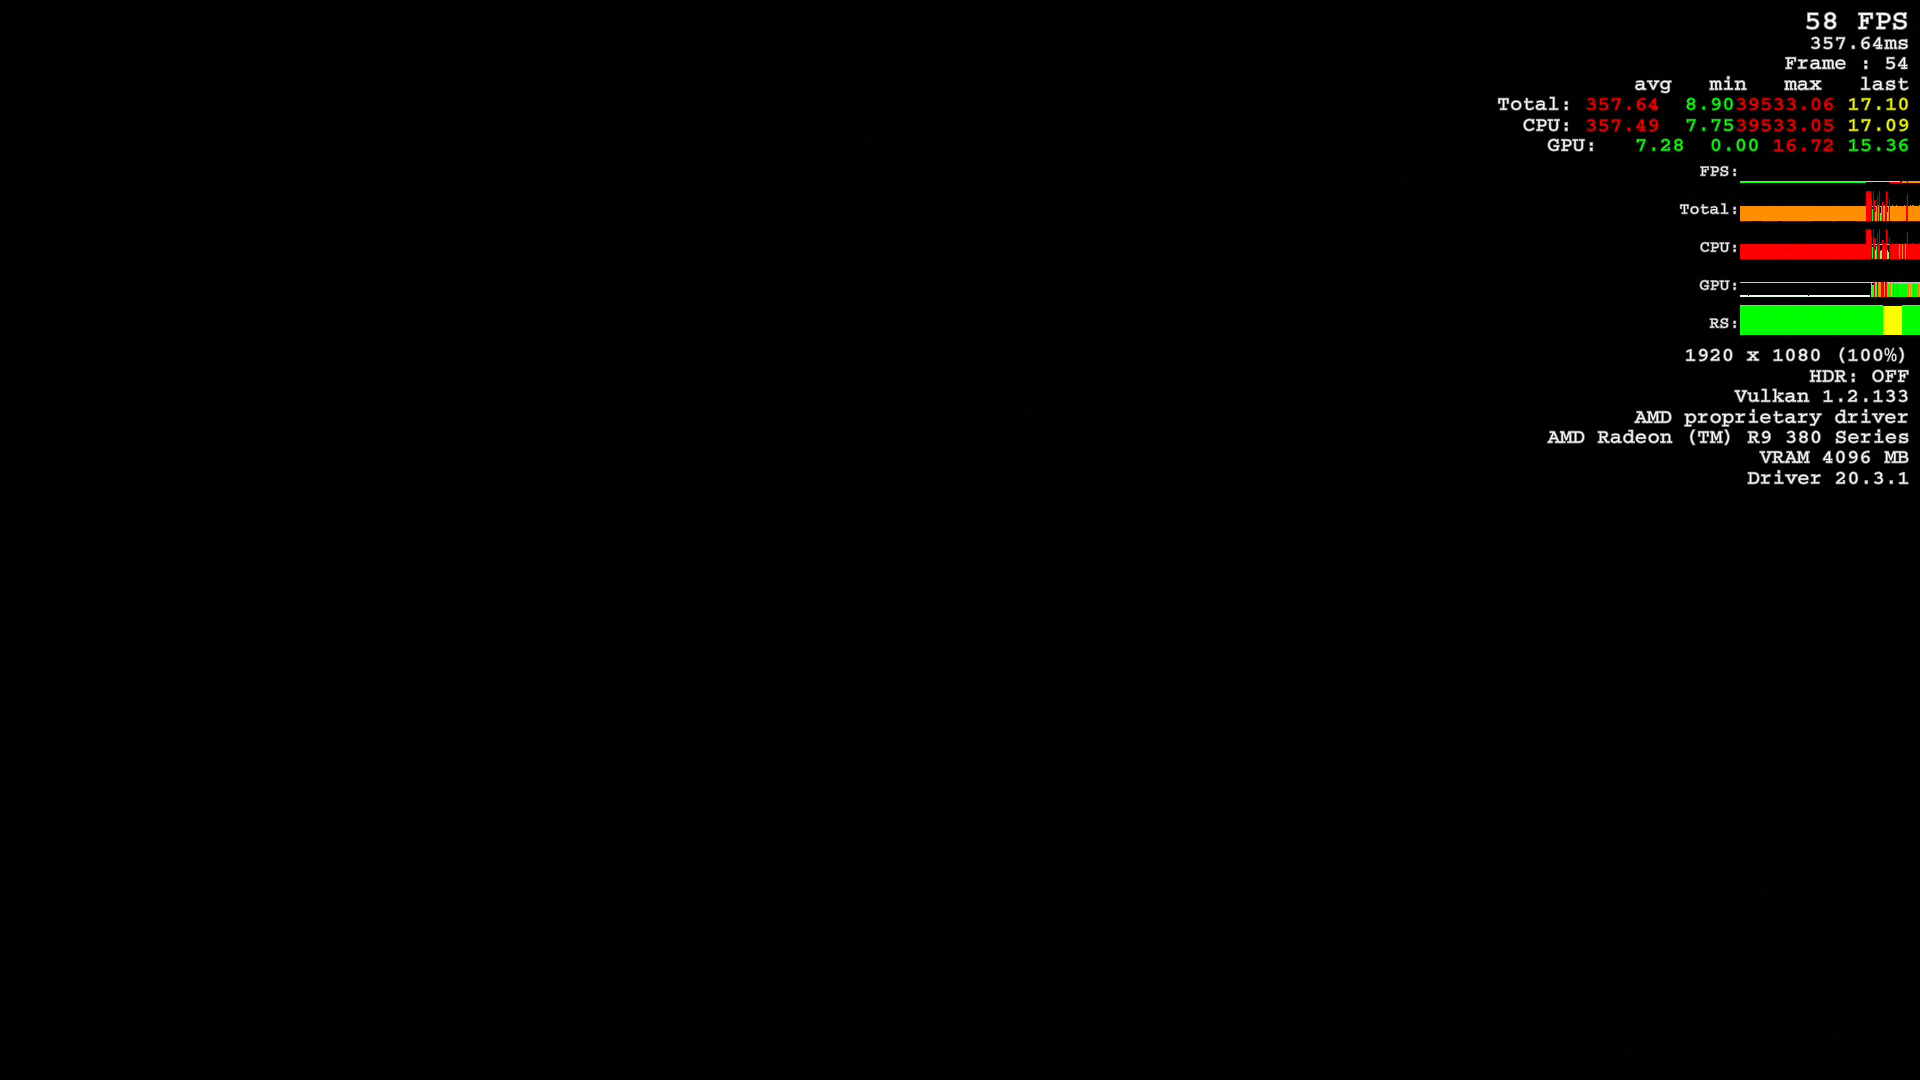 58 FPS
357.64ms
Frame : 54
avg min max last
Total: 357.64 8.9039533.06 17.10
CPU: 357.49 7.7539533.05 17.09
GPU: 7.28 0.00 16.72 15.36
FPS:
Total:
CPU:
GPU:
RS:
1920 x 1080 (100%)
HDR: OFF
Vulkan 1.2.133
AMD proprietary driver
AMD Radeon (TM) R9 380 Series
VRAM 4096 MB
Driver 20.3.1